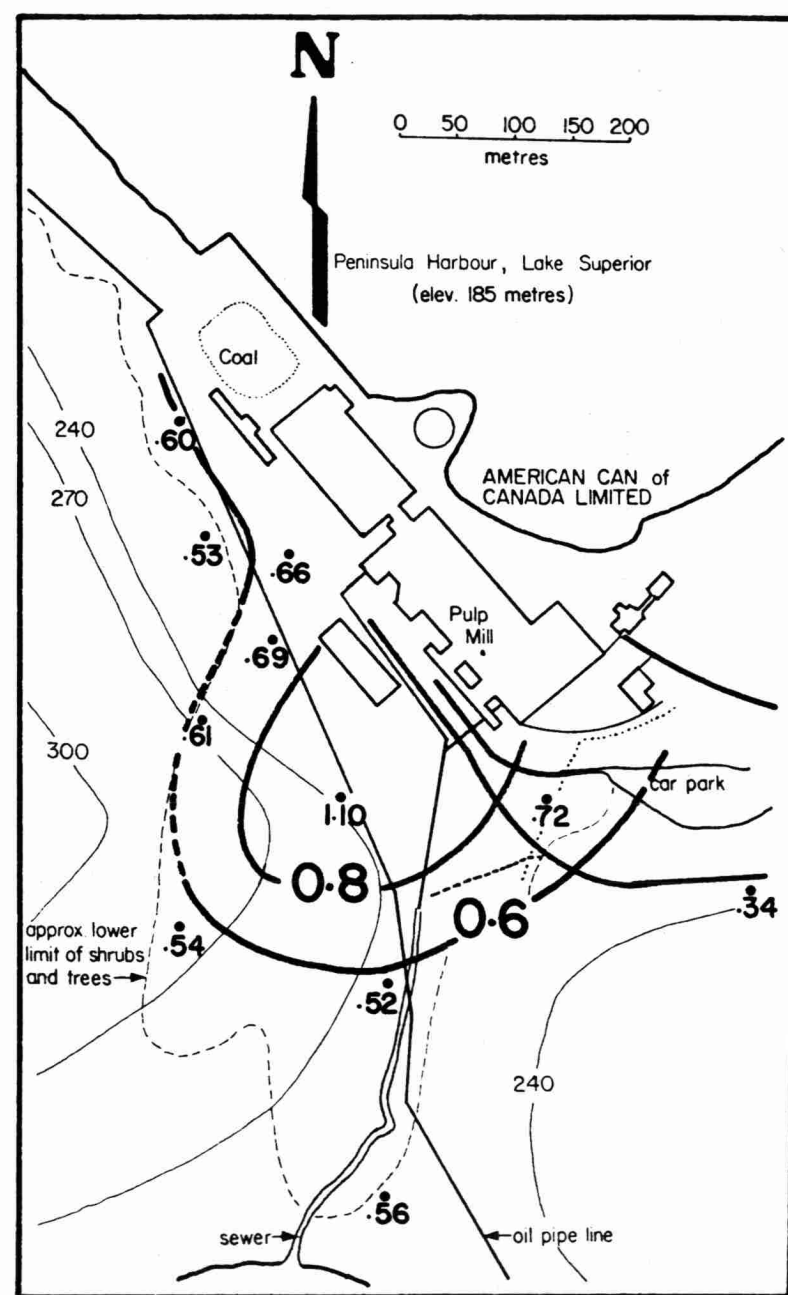 N
0 50 100 150 200
metres
Peninsula Harbour, Lake Superior
(elev. 185 metres)
Coal
240
.60
270
AMERICAN CAN of
CANADA LIMITED
.53
.66
Pulp
Mill
.69
.61
300
car park
1.10
.72
0.8
0.6
.34
approx. lower
limit of shrubs
and trees
.54
.52
240
.56
sewer
oil pipe line